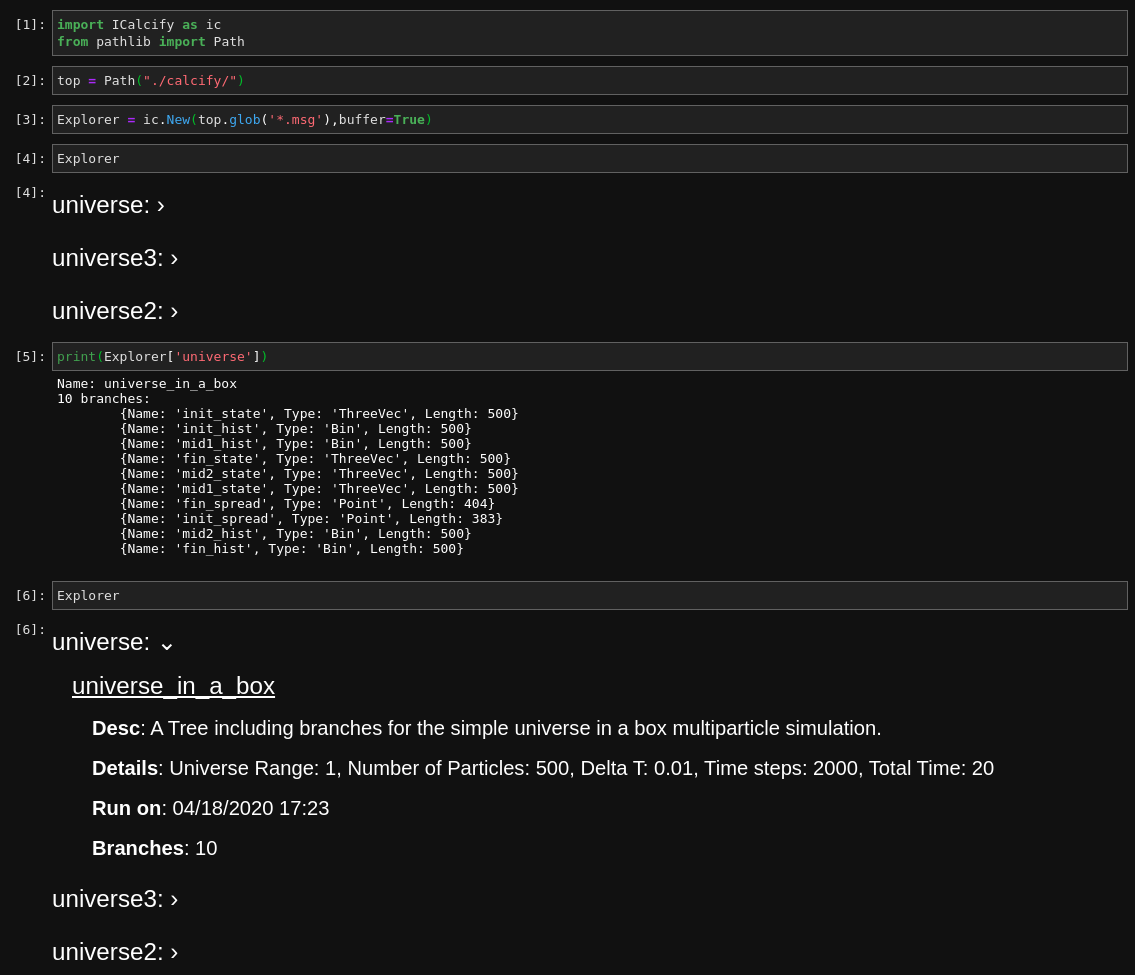 [1]: import ICalcify as ic
from pathlib import Path
[2]: top = Path("./calcify/")
[3]: Explorer = ic.New(top.glob('*.msg'),buffer=True)
[4]: Explorer
[4]: universe: ›
universe3: ›
universe2: ›
[5]: print(Explorer['universe'])
Name: universe_in_a_box
10 branches:
{Name: 'init_state', Type: 'ThreeVec', Length: 500}
{Name: 'init_hist', Type: 'Bin', Length: 500}
{Name: 'mid1_hist', Type: 'Bin', Length: 500}
{Name: 'fin_state', Type: 'ThreeVec', Length: 500}
{Name: 'mid2_state', Type: 'ThreeVec', Length: 500}
{Name: 'mid1_state', Type: 'ThreeVec', Length: 500}
{Name: 'fin_spread', Type: 'Point', Length: 404}
{Name: 'init_spread', Type: 'Point', Length: 383}
{Name: 'mid2_hist', Type: 'Bin', Length: 500}
{Name: 'fin_hist', Type: 'Bin', Length: 500}
[6]: Explorer
[6]: universe: ⌄
universe_in_a_box
Desc: A Tree including branches for the simple universe in a box multiparticle simulation.
Details: Universe Range: 1, Number of Particles: 500, Delta T: 0.01, Time steps: 2000, Total Time: 20
Run on: 04/18/2020 17:23
Branches: 10
universe3: ›
universe2: ›